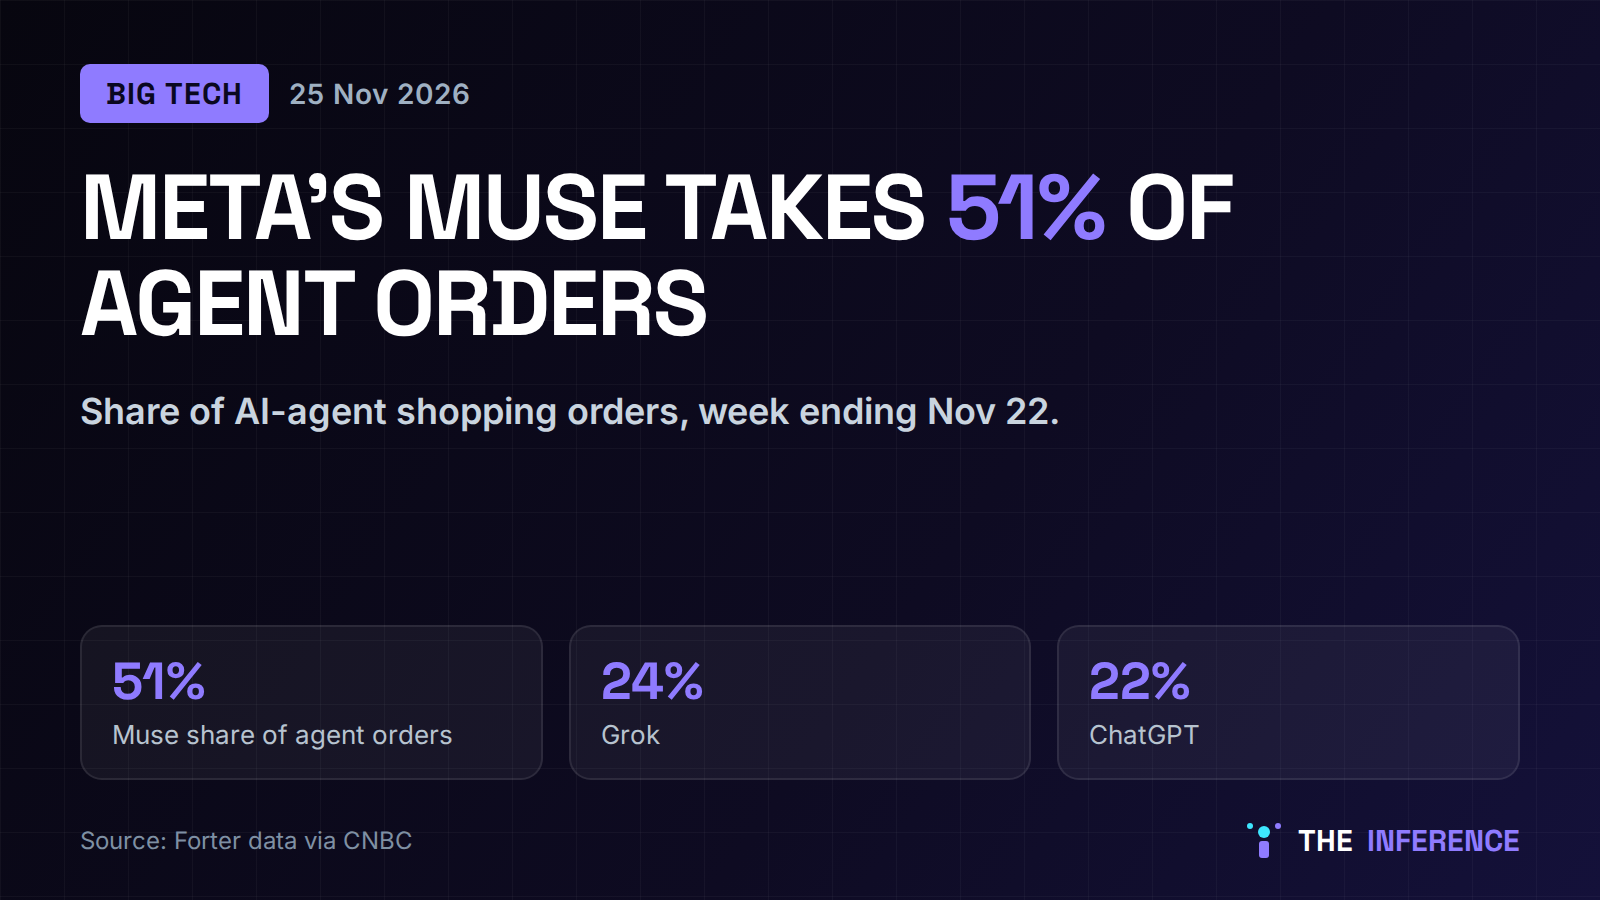 BIG TECH
25 Nov 2026
META’S MUSE TAKES 51% OF
AGENT ORDERS
Share of AI-agent shopping orders, week ending Nov 22.
51%
Muse share of agent orders
24%
Grok
22%
ChatGPT
Source: Forter data via CNBC
THE INFERENCE